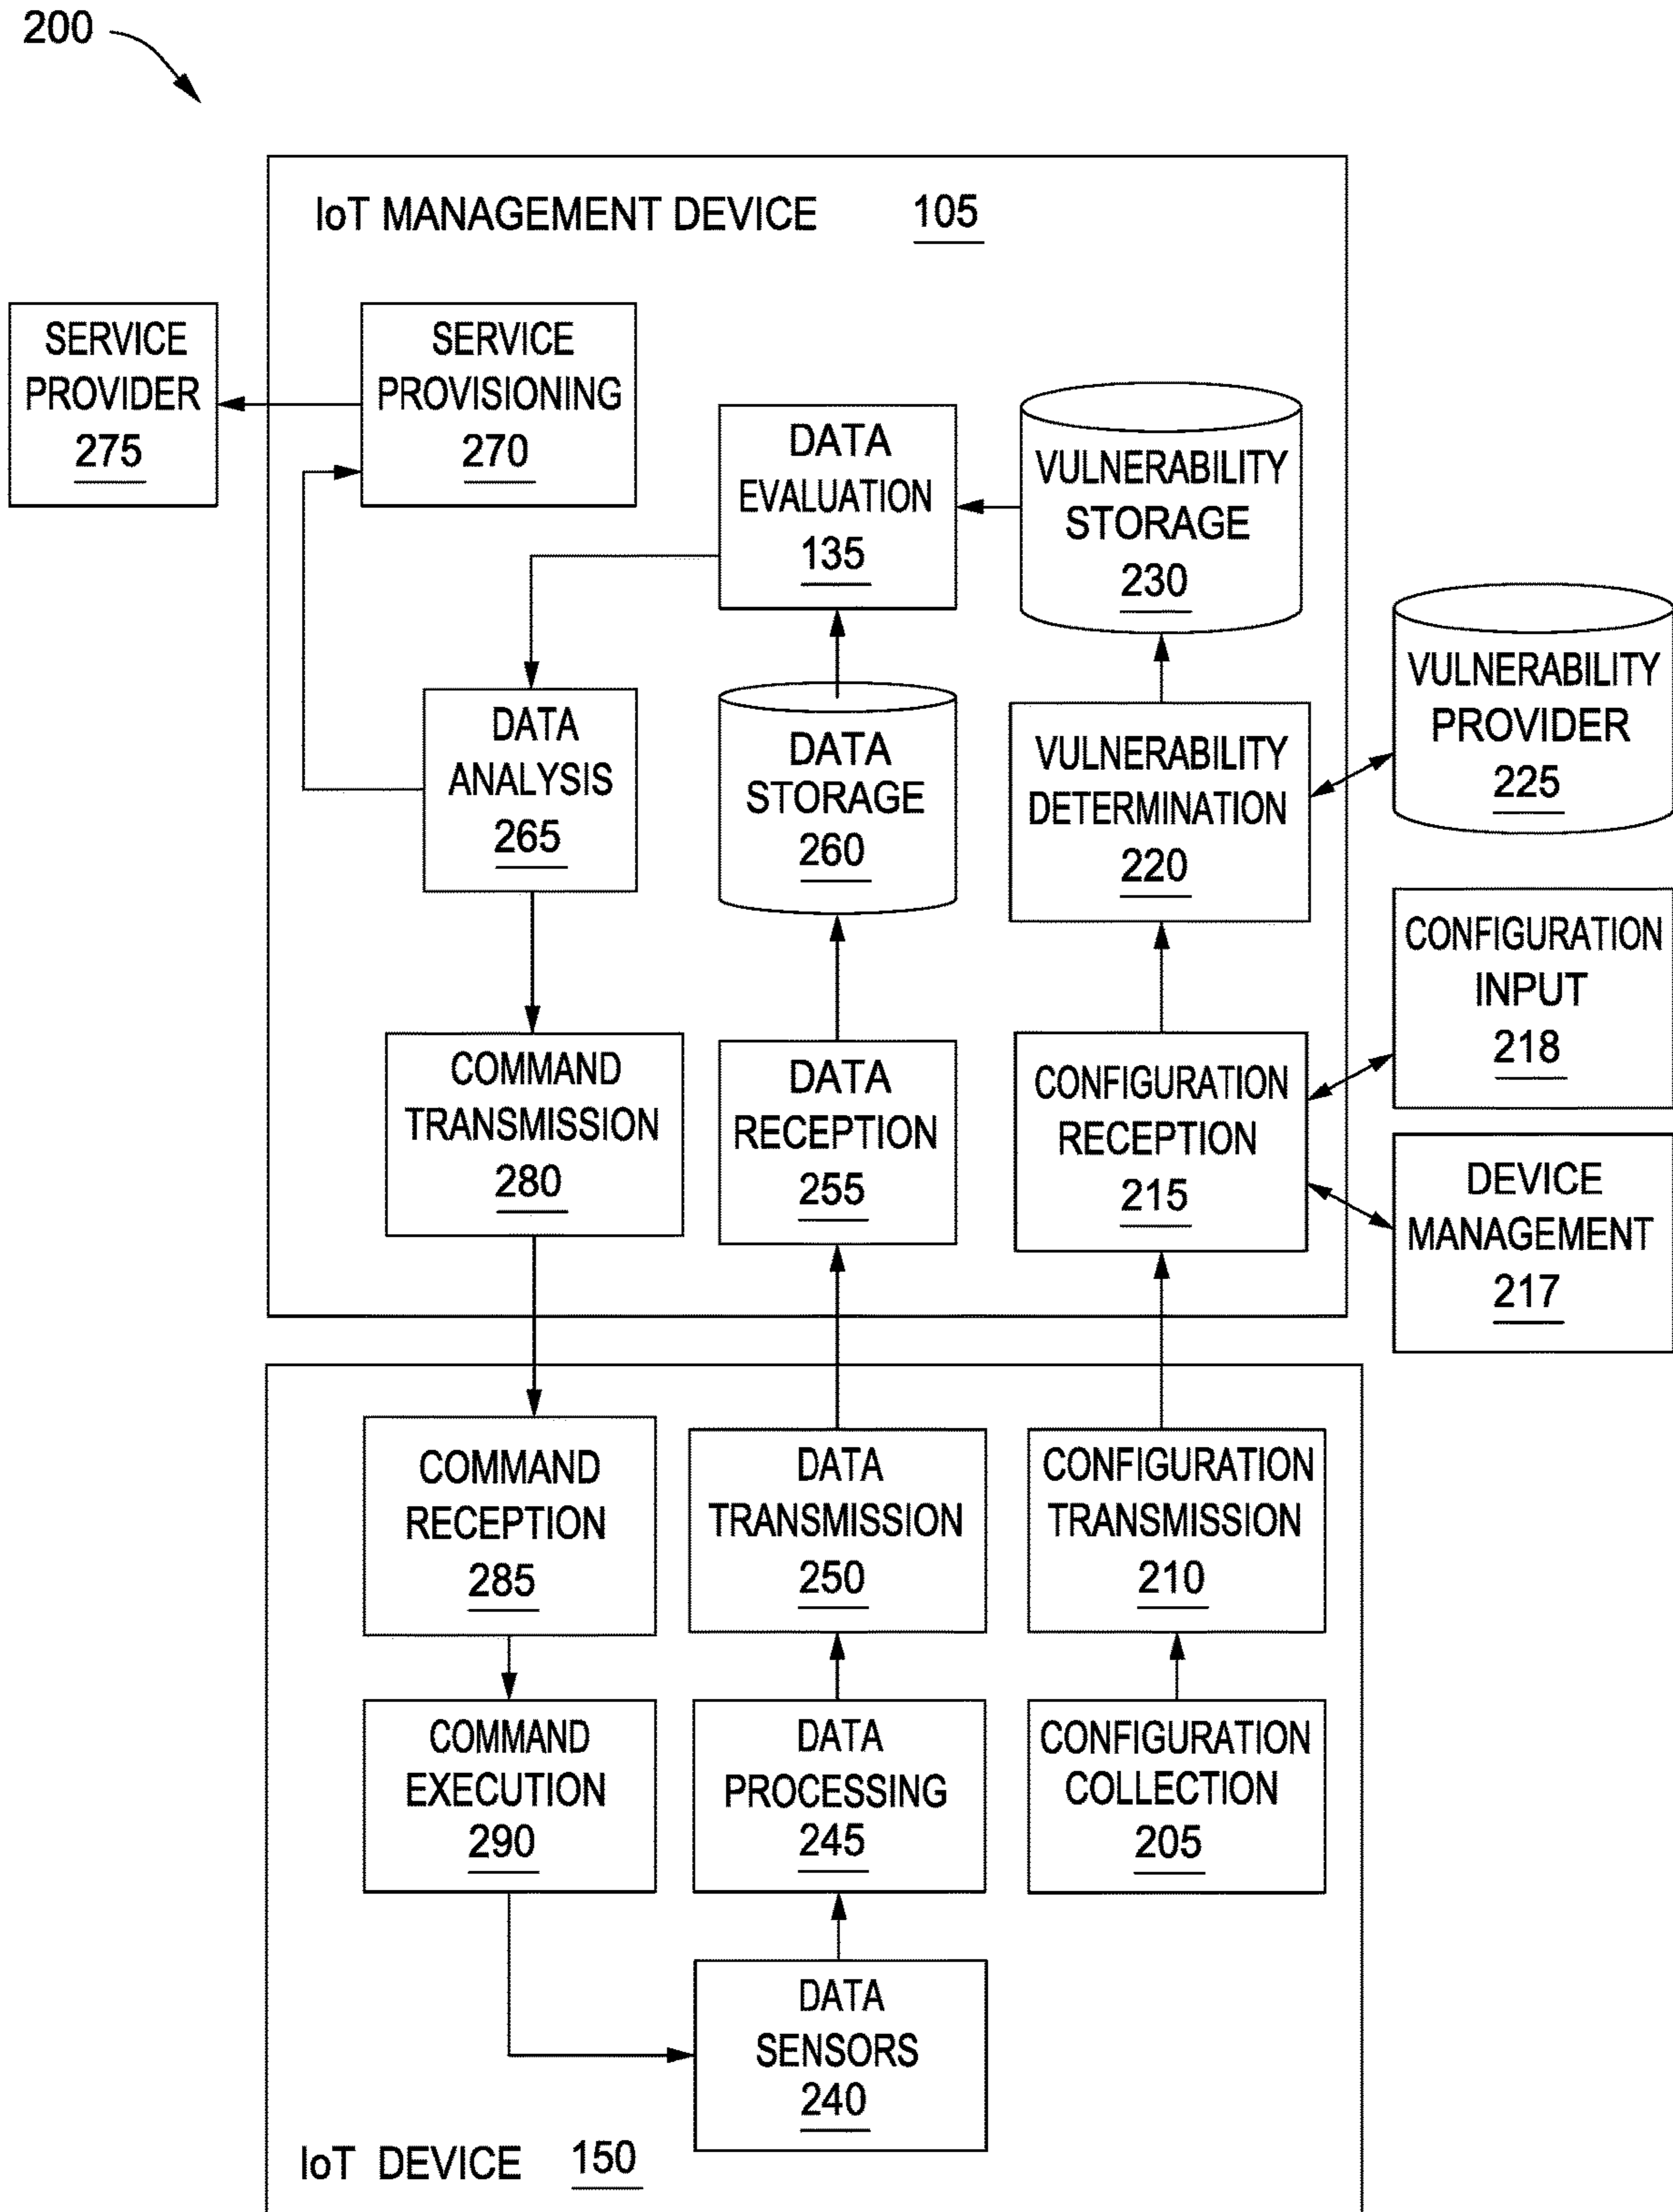 200
IoT MANAGEMENT DEVICE 105
SERVICE
PROVIDER
275
SERVICE
PROVISIONING
270
DATA
EVALUATION
135
VULNERABILITY
STORAGE
230
VULNERABILITY
PROVIDER
225
DATA
ANALYSIS
265
DATA
STORAGE
260
VULNERABILITY
DETERMINATION
220
CONFIGURATION
INPUT
218
COMMAND
TRANSMISSION
280
DATA
RECEPTION
255
CONFIGURATION
RECEPTION
215
DEVICE
MANAGEMENT
217
COMMAND
RECEPTION
285
DATA
TRANSMISSION
250
CONFIGURATION
TRANSMISSION
210
COMMAND
EXECUTION
290
DATA
PROCESSING
245
CONFIGURATION
COLLECTION
205
DATA
SENSORS
240
IoT DEVICE 150